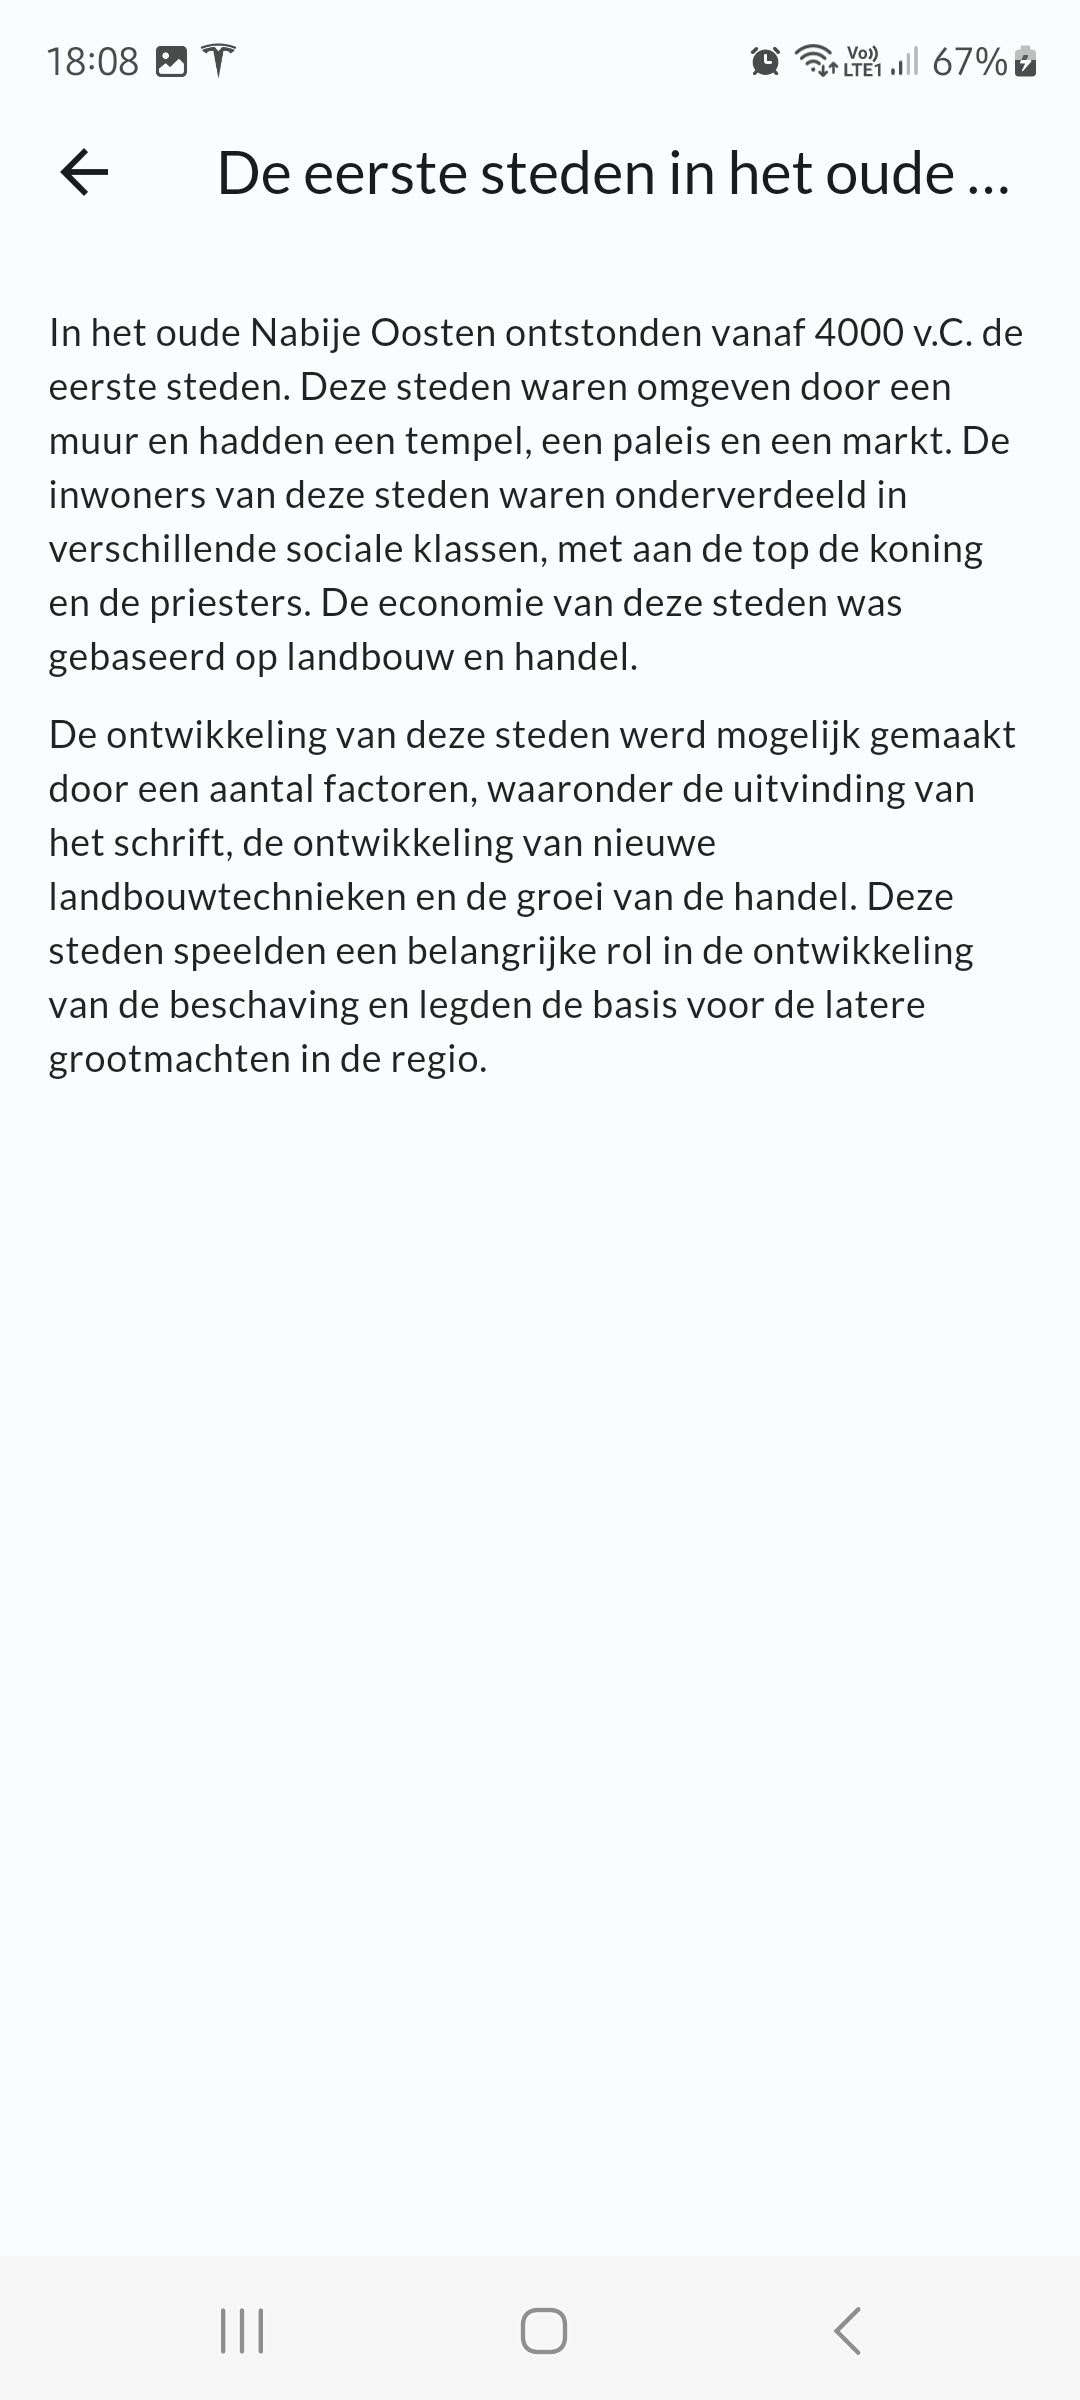 18:08 Vo)) LTE1 67%
De eerste steden in het oude ...
In het oude Nabije Oosten ontstonden vanaf 4000 v.C. de
eerste steden. Deze steden waren omgeven door een
muur en hadden een tempel, een paleis en een markt. De
inwoners van deze steden waren onderverdeeld in
verschillende sociale klassen, met aan de top de koning
en de priesters. De economie van deze steden was
gebaseerd op landbouw en handel.
De ontwikkeling van deze steden werd mogelijk gemaakt
door een aantal factoren, waaronder de uitvinding van
het schrift, de ontwikkeling van nieuwe
landbouwtechnieken en de groei van de handel. Deze
steden speelden een belangrijke rol in de ontwikkeling
van de beschaving en legden de basis voor de latere
grootmachten in de regio.